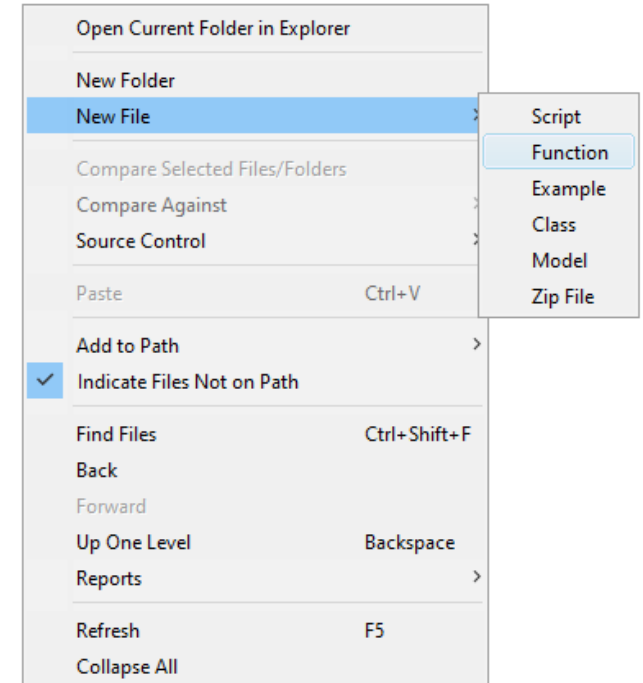 Open Current Folder in Explorer
New Folder
New File
Script
Function
Example
Class
Model
Zip File
Compare Selected Files/Folders
Compare Against
Source Control
Paste Ctrl+V
Add to Path
Indicate Files Not on Path
Find Files Ctrl+Shift+F
Back
Forward
Up One Level Backspace
Reports
Refresh F5
Collapse All